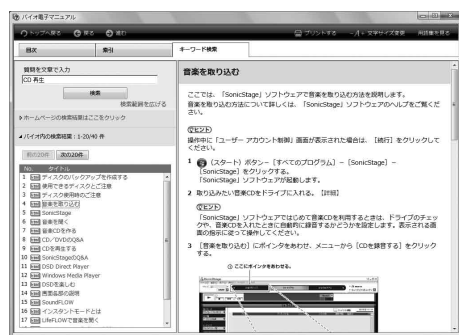 バイオ電子マニュアル
トップへ戻る 戻る 進む プリントする -A+ 文字サイズ変更 用語集を見る
目次 索引 キーワード検索
質問を文章で入力
CD 再生
検索
検索範囲を広げる
ホームページの検索結果はここをクリック
バイオ内の検索結果：1-20/40 件
前の20件 次の20件
No. タイトル
1 ディスクのバックアップを作成する
2 使用できるディスクとご注意
3 ディスク使用時のご注意
4 音楽を取り込む
5 SonicStage
6 音楽を聞く
7 音楽CDを作る
8 CD／DVDのQ&A
9 CDを再生する
10 SonicStageのQ&A
11 DSD Direct Player
12 Windows Media Player
13 DSDを楽しむ
14 画面各部の説明
15 SoundFLOW
16 インスタントモードとは
17 LifeFLOWで音楽を聞く
音楽を取り込む
ここでは、「SonicStage」ソフトウェアで音楽を取り込む方法を説明します。
音楽を取り込む方法について詳しくは、「SonicStage」ソフトウェアのヘルプをご覧くだ
さい。
ヒント
操作中に「ユーザー アカウント制御」画面が表示された場合は、［続行］をクリックして
ください。
1 （スタート）ボタン－［すべてのプログラム］－［SonicStage］－
［SonicStage］をクリックする。
「SonicStage」ソフトウェアが起動します。
2 取り込みたい音楽CDをドライブに入れる。［詳細］
ヒント
「SonicStage」ソフトウェアではじめて音楽CDを利用するときは、ドライブのチェッ
クや、音楽CDを入れたときに自動的に録音するかどうかを設定します。表示される画
面の指示に従って操作してください。
3 ［音楽を取り込む］にポインタをあわせ、メニューから［CDを録音する］をクリック
する。
① ここにポインタをあわせる。